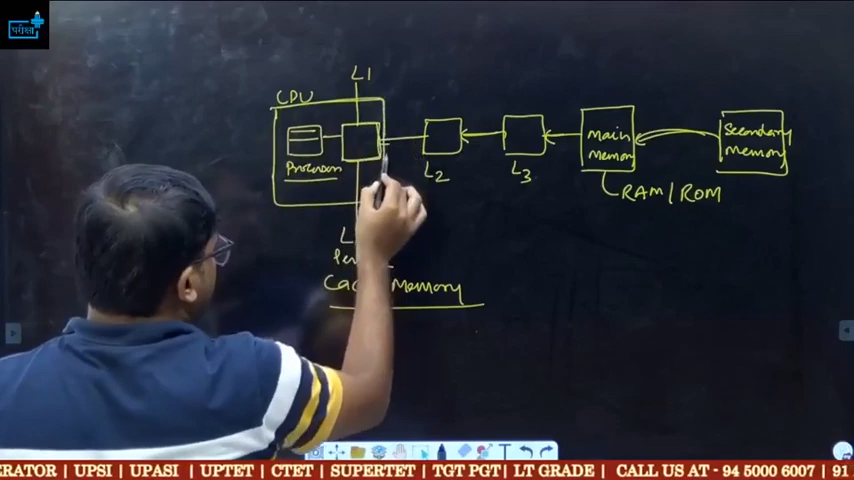 परीक्षा
L1
CPU
Processor
L2
L3
Main
Memory
Secondary
Memory
RAM/ROM
Memory
ERATOR | UPSI | UPASI | UPTET | CTET | SUPERTET | TGT PGT | LT GRADE | CALL US AT - 94 5000 6007 | 91